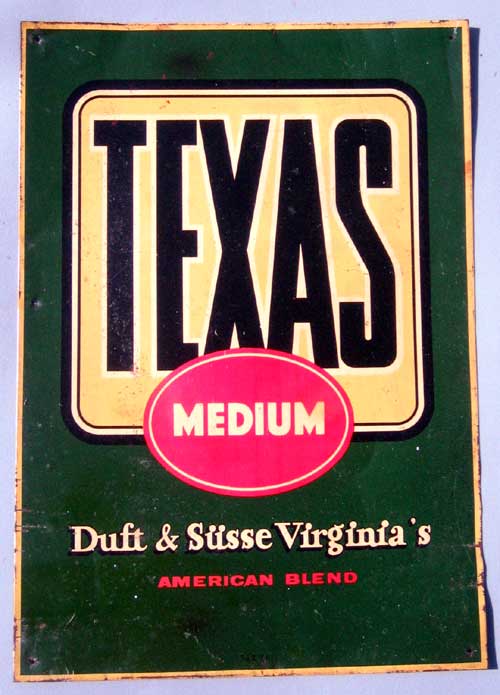 TEXAS
MEDIUM
Duft & Süsse Virginia's
AMERICAN BLEND